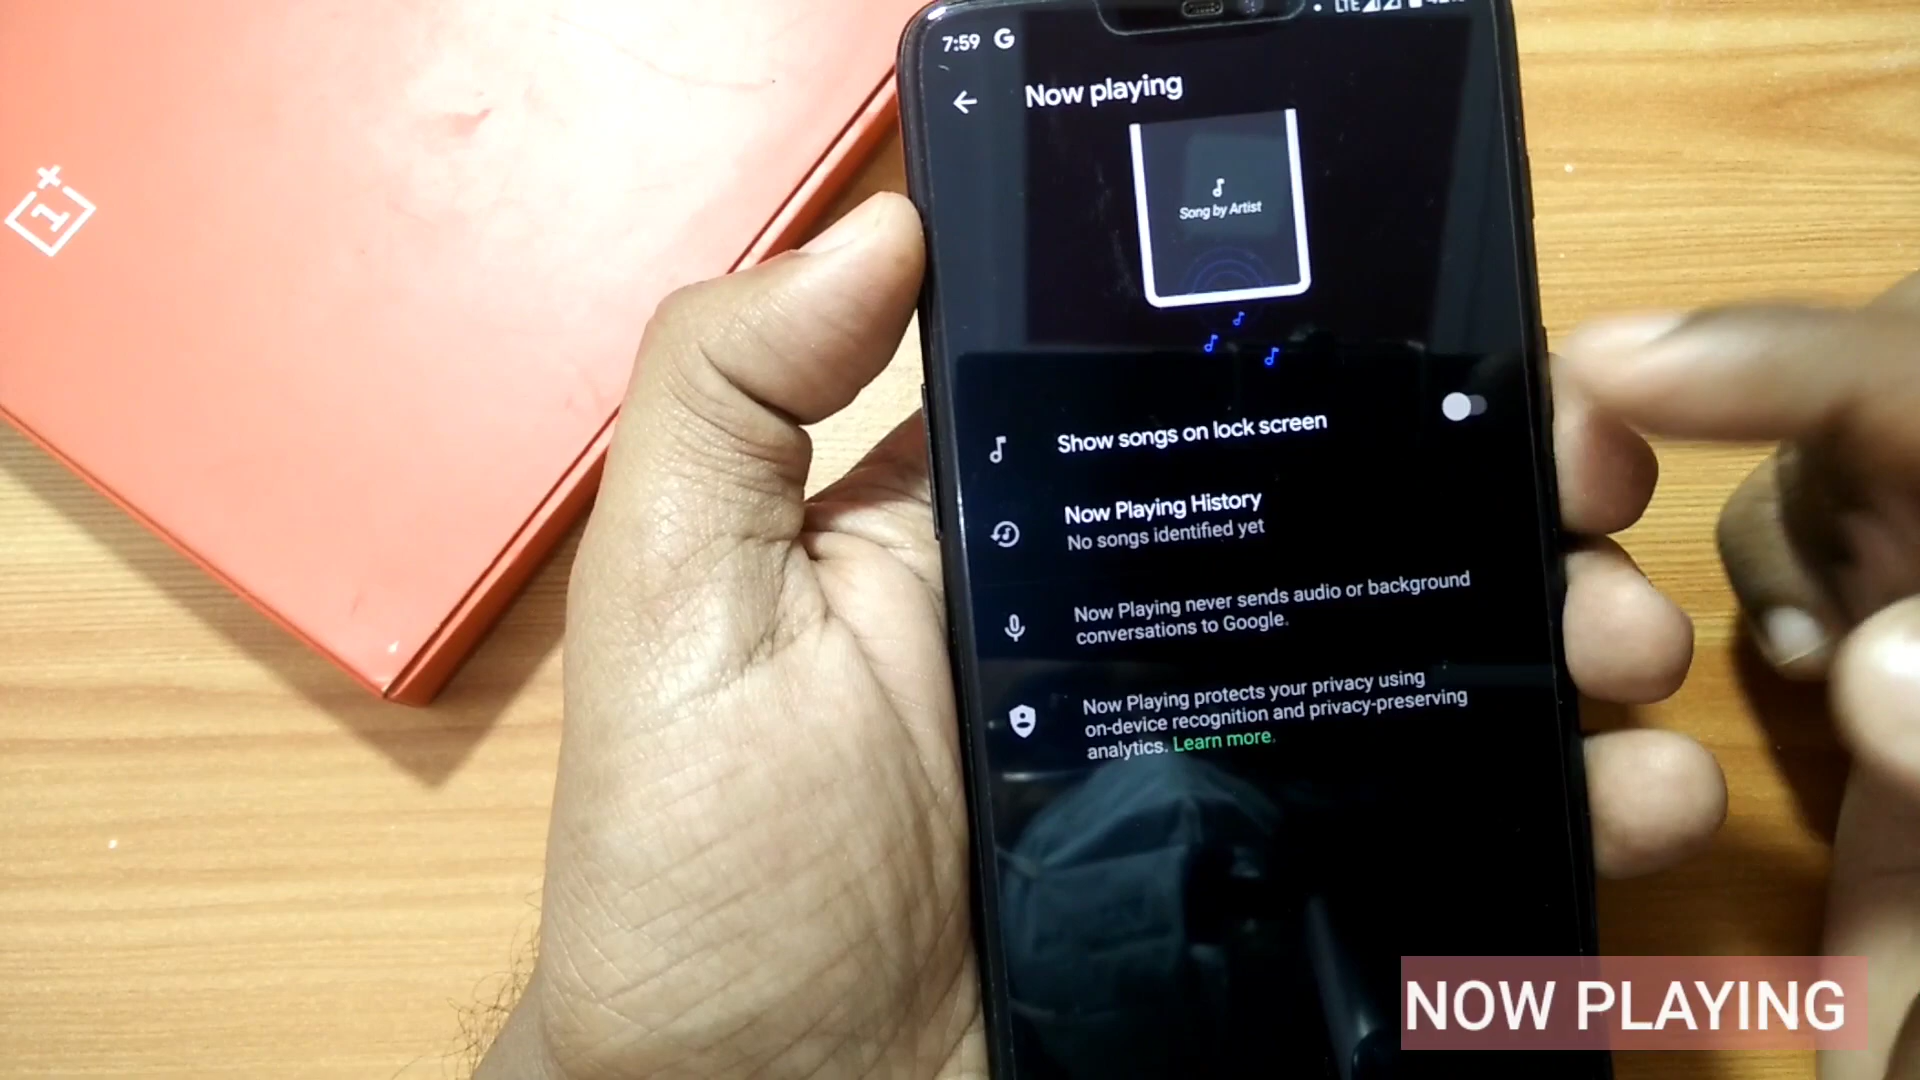 7:59 G
LTE
Now playing
Song by Artist
Show songs on lock screen
Now Playing History
No songs identified yet
Now Playing never sends audio or background
conversations to Google.
Now Playing protects your privacy using
on-device recognition and privacy-preserving
analytics. Learn more.
1+
NOW PLAYING